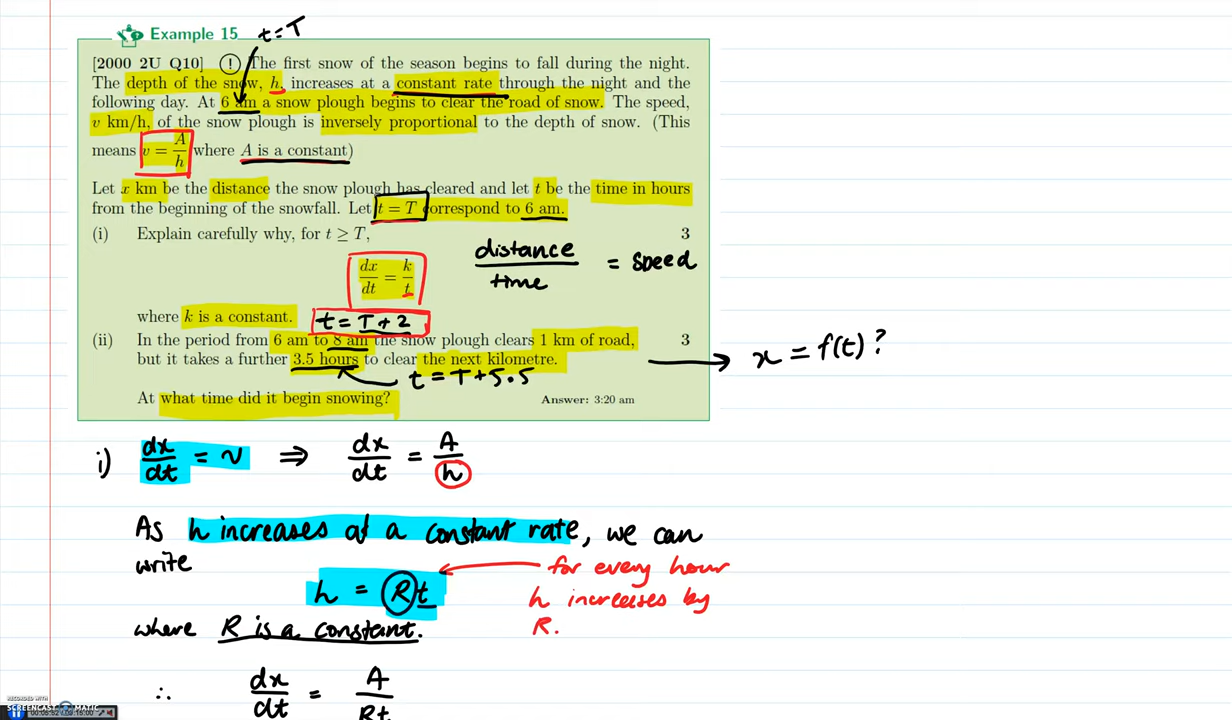 Example 15
t = T
[2000 2U Q10] (!) The first snow of the season begins to fall during the night.
The depth of the snow, h, increases at a constant rate through the night and the
following day. At 6 am a snow plough begins to clear the road of snow. The speed,
v km/h, of the snow plough is inversely proportional to the depth of snow. (This
means v = A/h where A is a constant)
Let x km be the distance the snow plough has cleared and let t be the time in hours
from the beginning of the snowfall. Let t = T correspond to 6 am.
(i) Explain carefully why, for t ≥ T, 3
dx/dt = k/t
distance/time = speed
where k is a constant.
t = T + 2
(ii) In the period from 6 am to 8 am the snow plough clears 1 km of road, 3
but it takes a further 3.5 hours to clear the next kilometre.
x = f(t)?
t = T + 5.5
At what time did it begin snowing? Answer: 3:20 am
i) dx/dt = v ⇒ dx/dt = A/h
As h increases at a constant rate, we can
write
h = Rt
for every hour
h increases by
R.
where R is a constant.
∴ dx/dt = A/Rt
RECORDED WITH
SCREENCAST MATIC